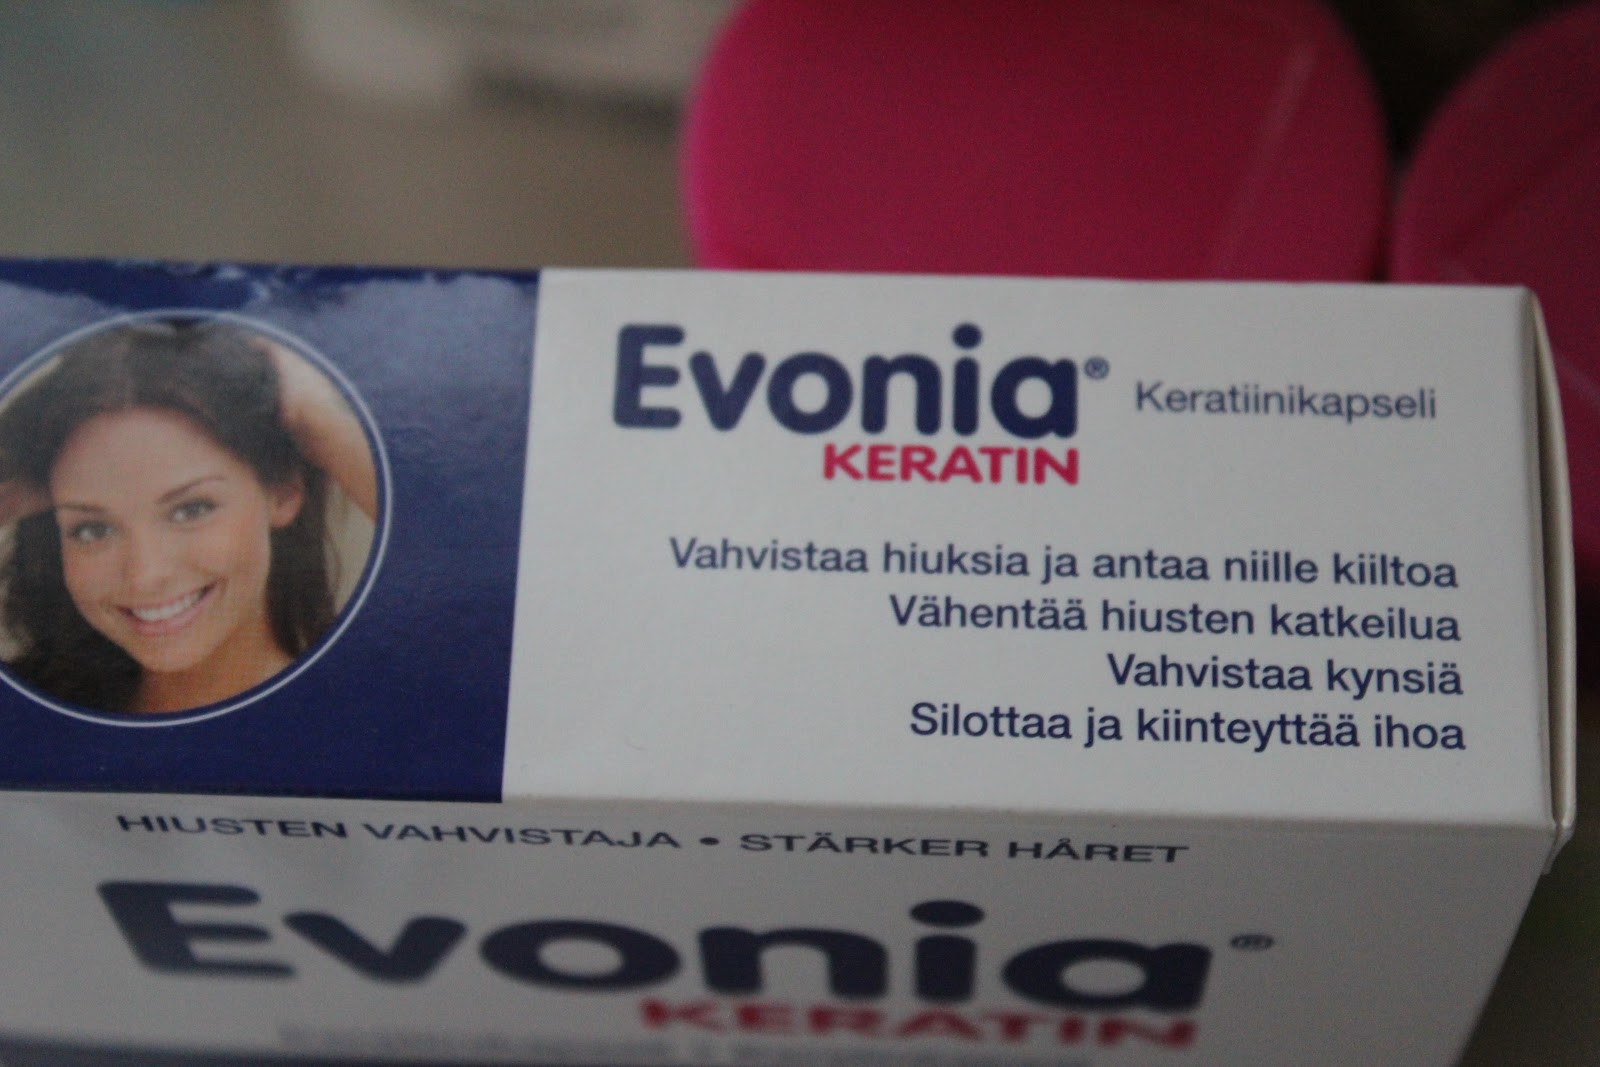 Evonia® Keratiinikapseli
KERATIN
Vahvistaa hiuksia ja antaa niille kiiltoa
Vähentää hiusten katkeilua
Vahvistaa kynsiä
Silottaa ja kiinteyttää ihoa
HIUSTEN VAHVISTAJA • STÄRKER HÅRET
Evonia®
KERATIN